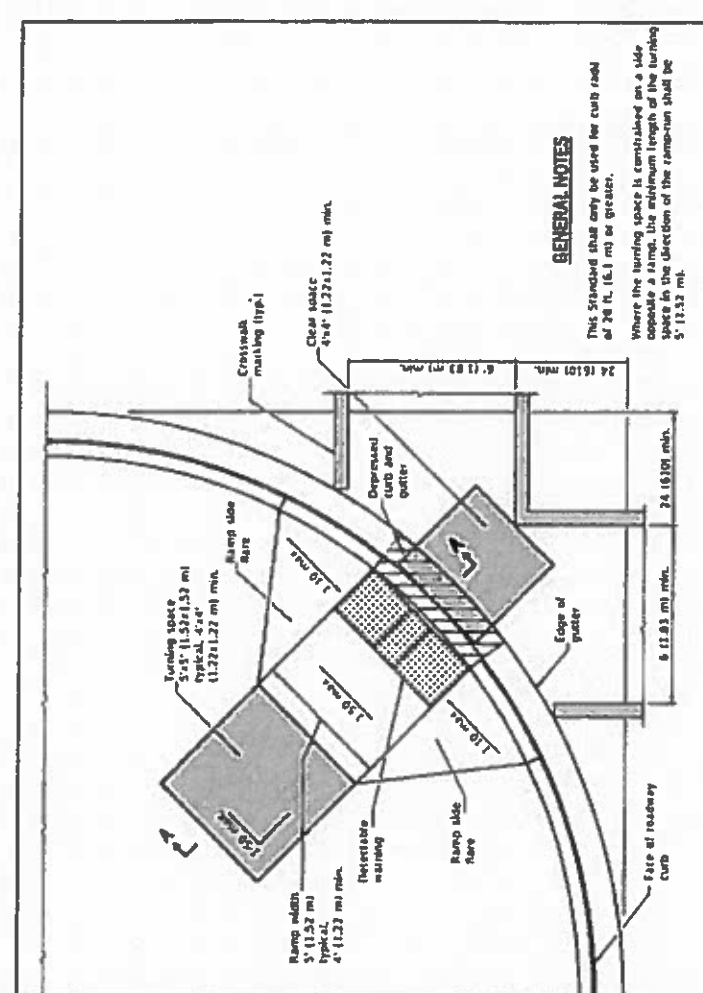 Crosswalk
marking (typ.)
Clear space
4'x4' (1.22x1.22 m) min.
Turning space
5'x5' (1.52x1.52 m)
typical, 4'x4'
(1.22x1.22 m) min.
Ramp side
flare
1:10 max
Depressed
curb and
gutter
A
1:50 max
1:50 max
1:10 max
A
Ramp width
5' (1.52 m)
typical,
4' (1.22 m) min.
Detectable
warning
Ramp side
flare
Edge of
gutter
Face of roadway
curb
6' (1.83 m) min.
24 (610) min.
24 (610) min.
6 (1.83 m) min.
GENERAL NOTES
This Standard shall only be used for curb radii
of 20 ft. (6.1 m) or greater.
Where the turning space is constrained on a side
opposite a ramp, the minimum length of the turning
space in the direction of the ramp-run shall be
5' (1.52 m).